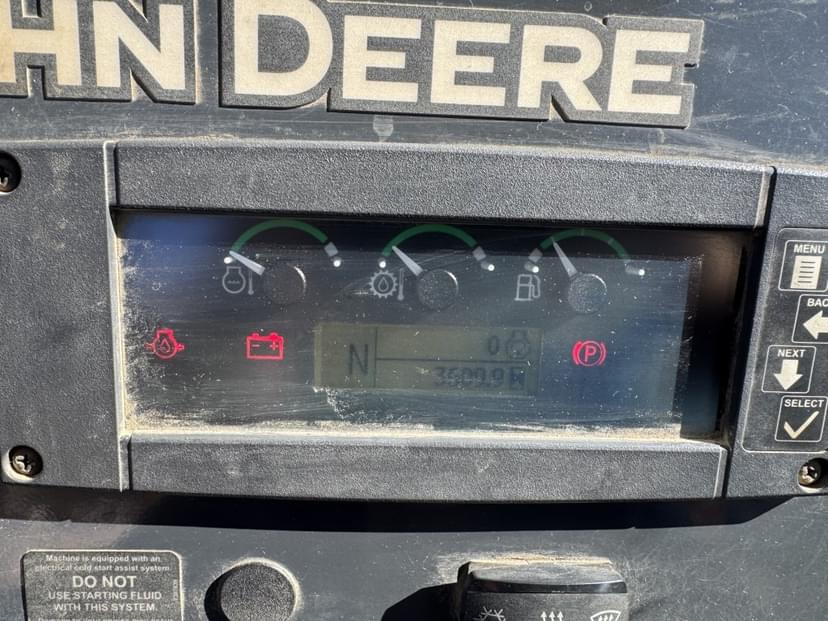 HN DEERE
MENU
BAC
NEXT
SELECT
N
0
3609.9
P
Machine is equipped with an
electrical cold start assist system
DO NOT
USE STARTING FLUID
WITH THIS SYSTEM.